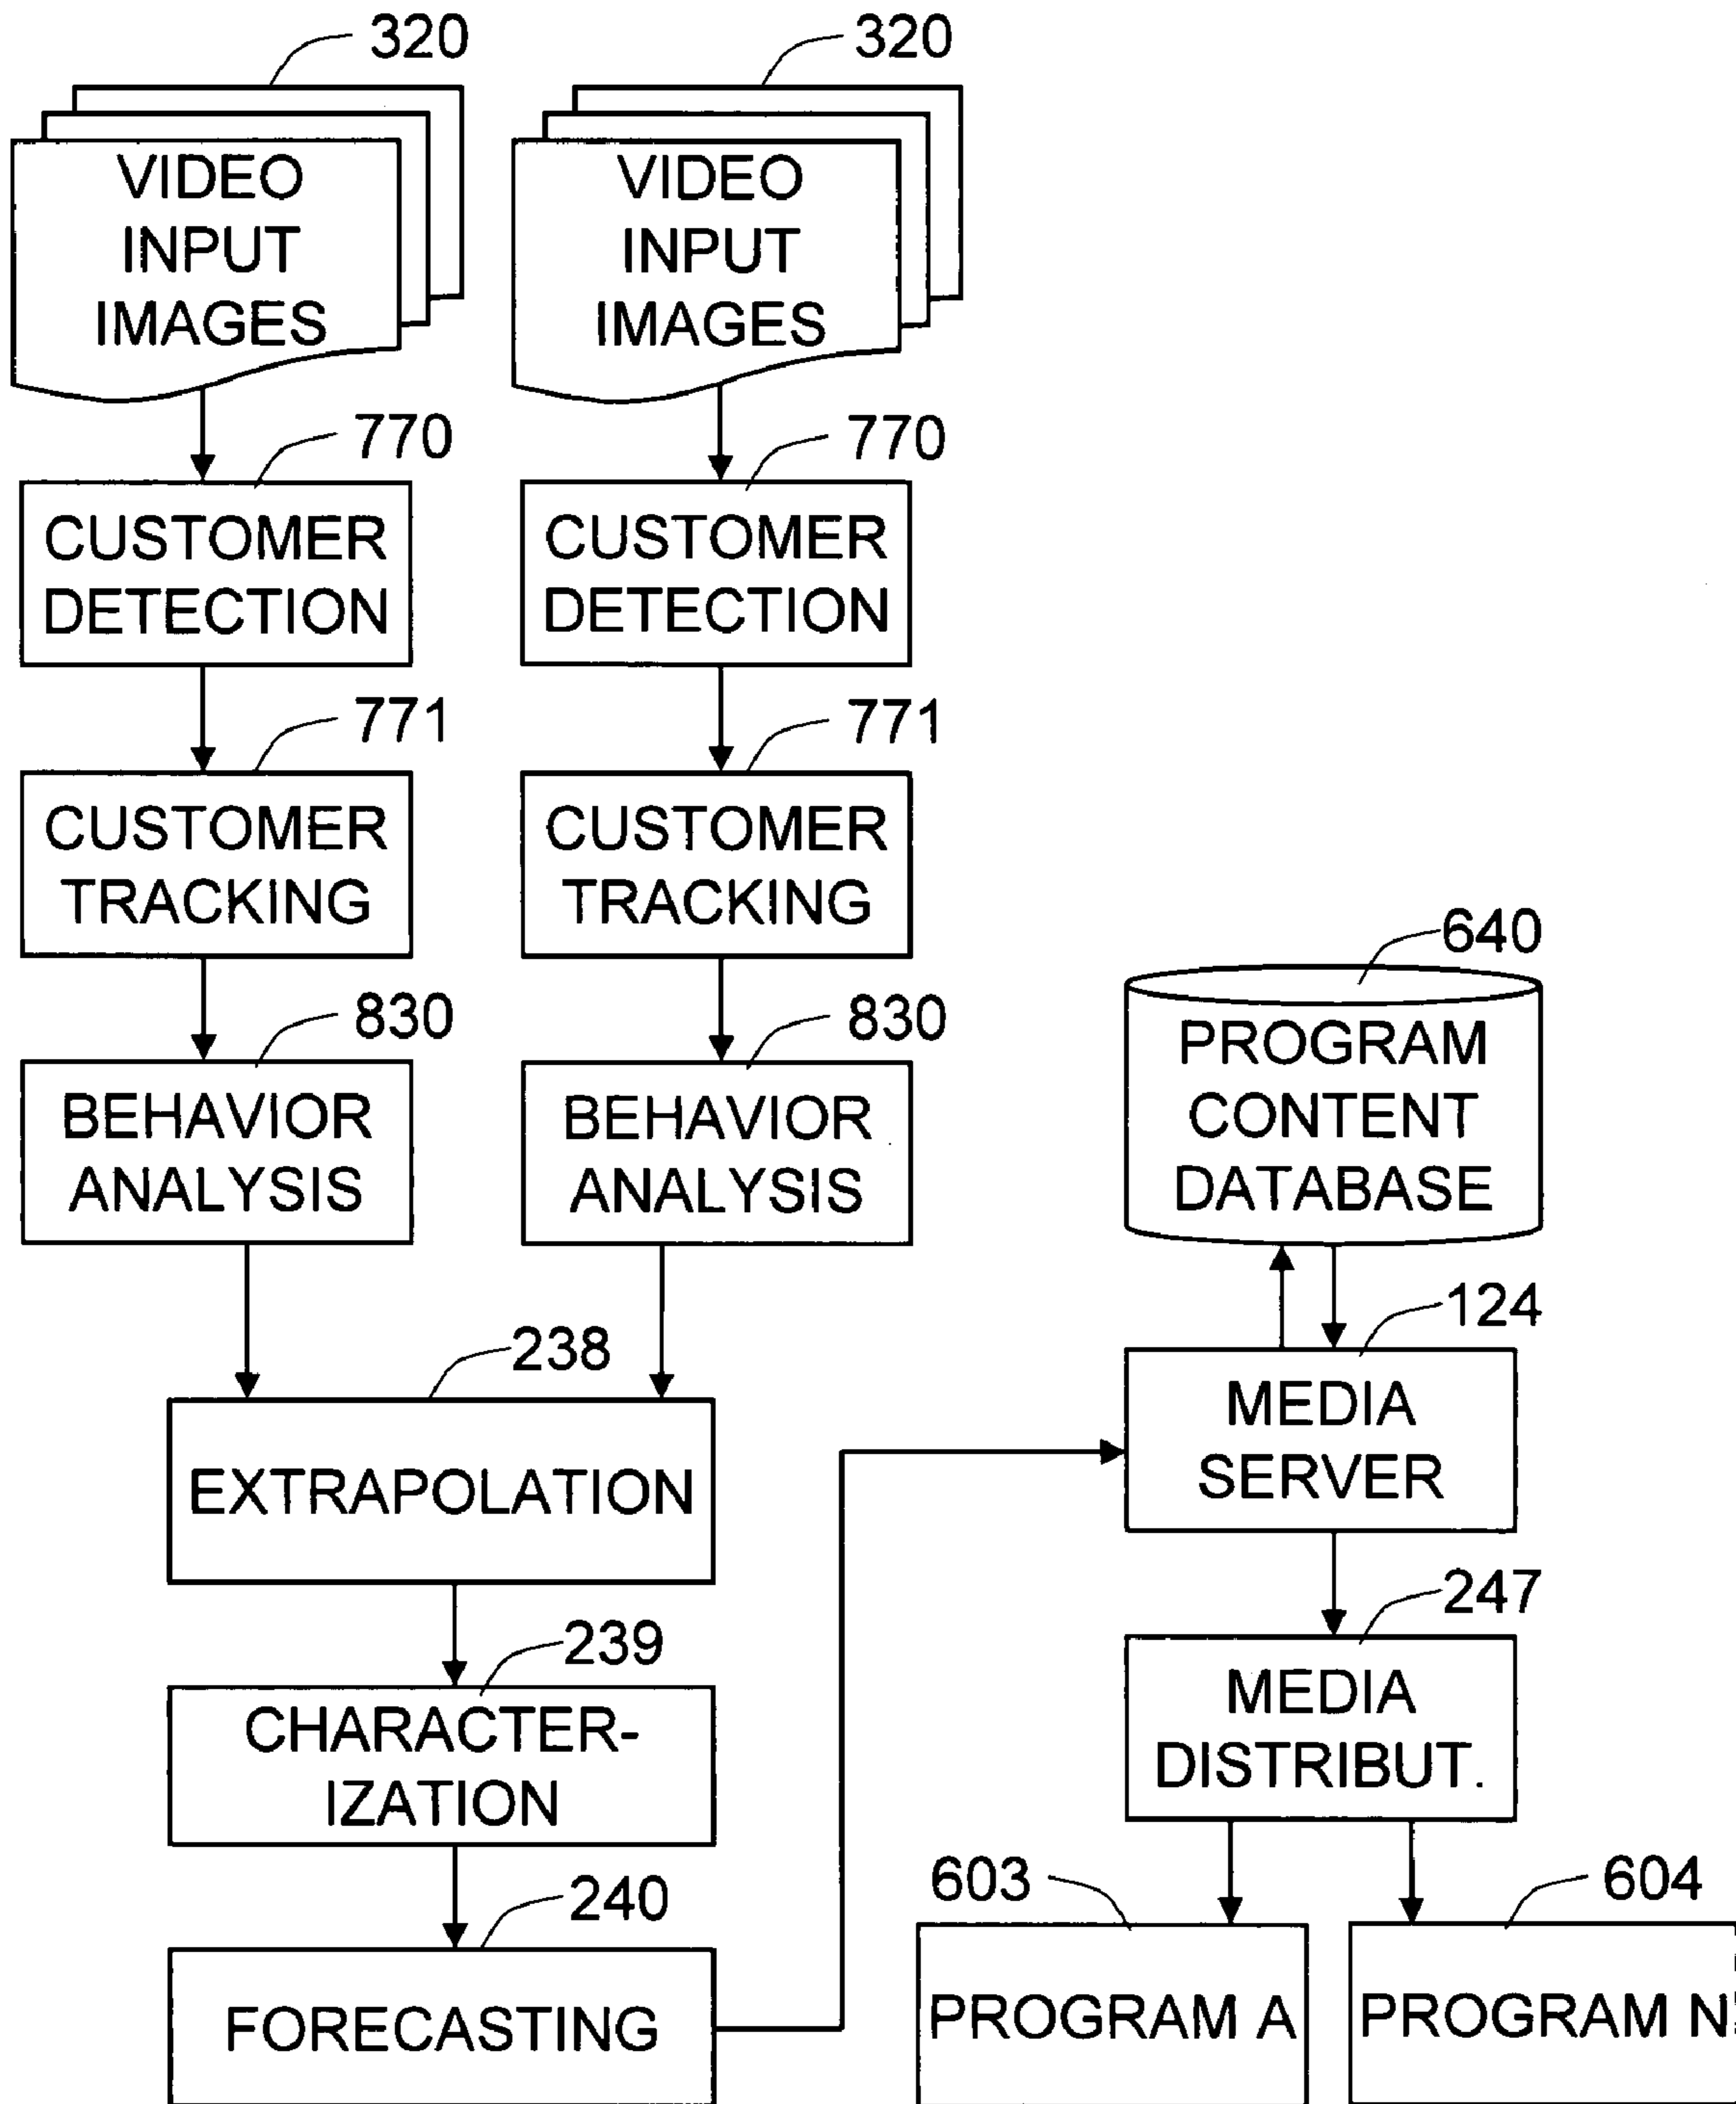 320
320
VIDEO
INPUT
IMAGES
VIDEO
INPUT
IMAGES
770
770
CUSTOMER
DETECTION
CUSTOMER
DETECTION
771
771
CUSTOMER
TRACKING
CUSTOMER
TRACKING
830
830
BEHAVIOR
ANALYSIS
BEHAVIOR
ANALYSIS
238
EXTRAPOLATION
239
CHARACTER-
IZATION
240
FORECASTING
640
PROGRAM
CONTENT
DATABASE
124
MEDIA
SERVER
247
MEDIA
DISTRIBUT.
603
PROGRAM A
604
PROGRAM N